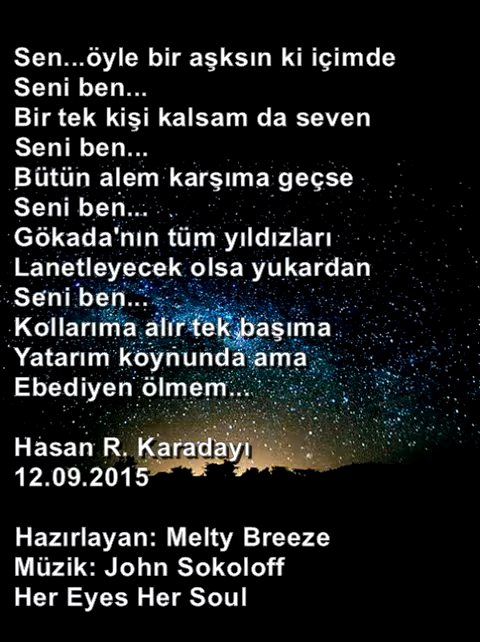 Sen...öyle bir aşksın ki içimde
Seni ben...
Bir tek kişi kalsam da seven
Seni ben...
Bütün alem karşıma geçse
Seni ben...
Gökada'nın tüm yıldızları
Lanetleyecek olsa yukardan
Seni ben...
Kollarıma alır tek başıma
Yatarım koynunda ama
Ebediyen ölmem...
Hasan R. Karadayı
12.09.2015
Hazırlayan: Melty Breeze
Müzik: John Sokoloff
Her Eyes Her Soul